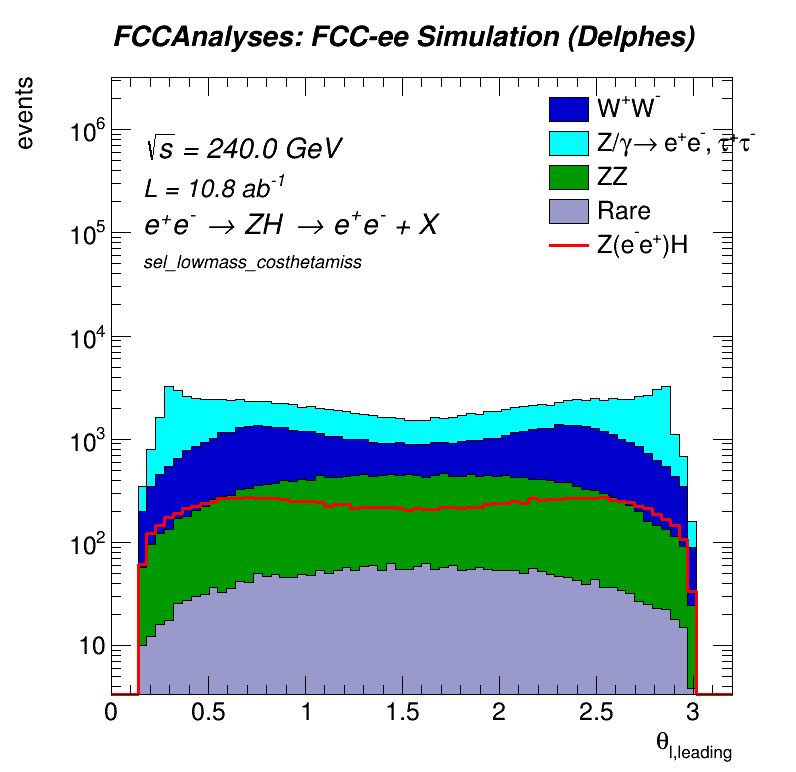 FCCAnalyses: FCC-ee Simulation (Delphes)
events
10⁶
10⁵
10⁴
10³
10²
10
√s = 240.0 GeV
L = 10.8 ab⁻¹
e⁺e⁻ → ZH → e⁺e⁻ + X
sel_lowmass_costhetamiss
W⁺W⁻
Z/γ→ e⁺e⁻, τ⁺τ⁻
ZZ
Rare
Z(e⁻e⁺)H
0 0.5 1 1.5 2 2.5 3
θ_l,leading